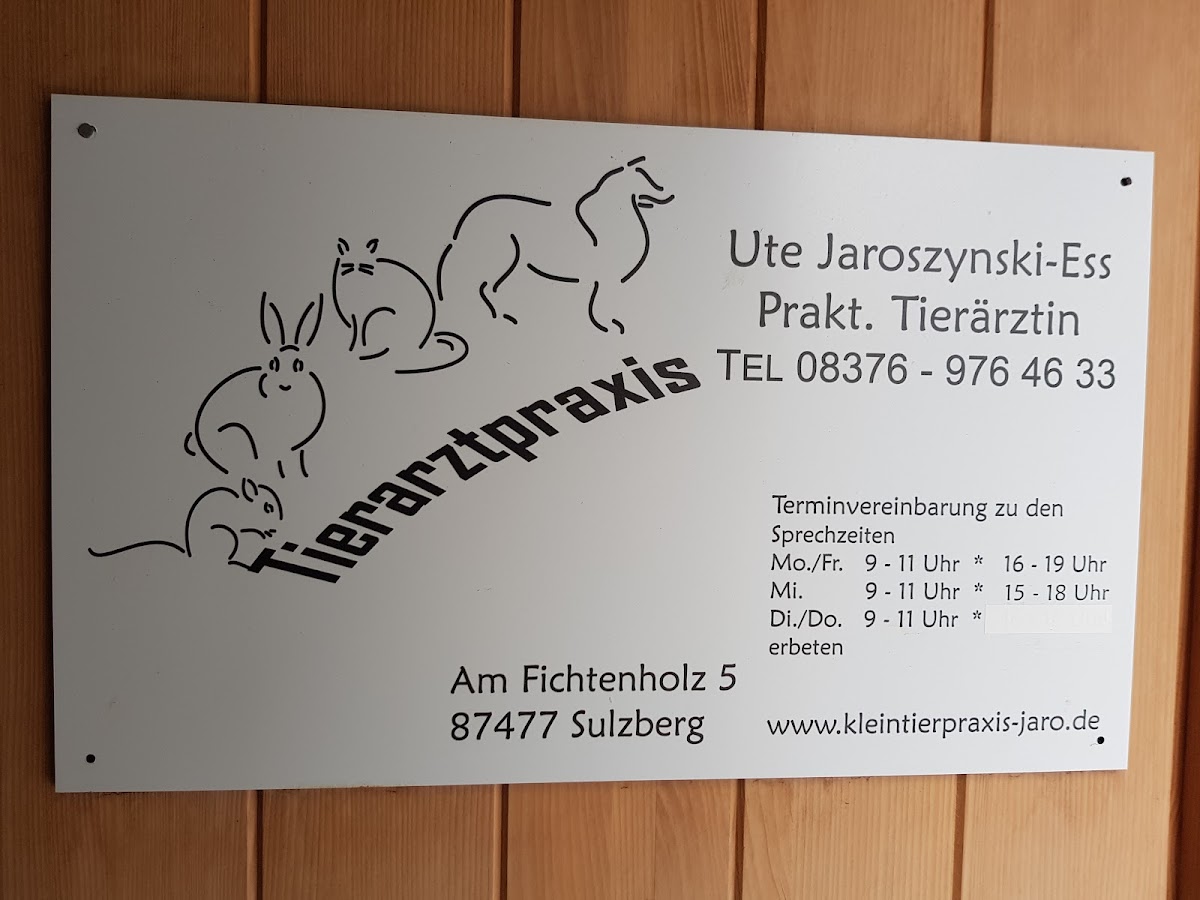 Tierarztpraxis
Ute Jaroszynski-Ess
Prakt. Tierärztin
TEL 08376 - 976 46 33
Terminvereinbarung zu den
Sprechzeiten
Mo./Fr. 9 - 11 Uhr * 16 - 19 Uhr
Mi. 9 - 11 Uhr * 15 - 18 Uhr
Di./Do. 9 - 11 Uhr *
erbeten
Am Fichtenholz 5
87477 Sulzberg
www.kleintierpraxis-jaro.de